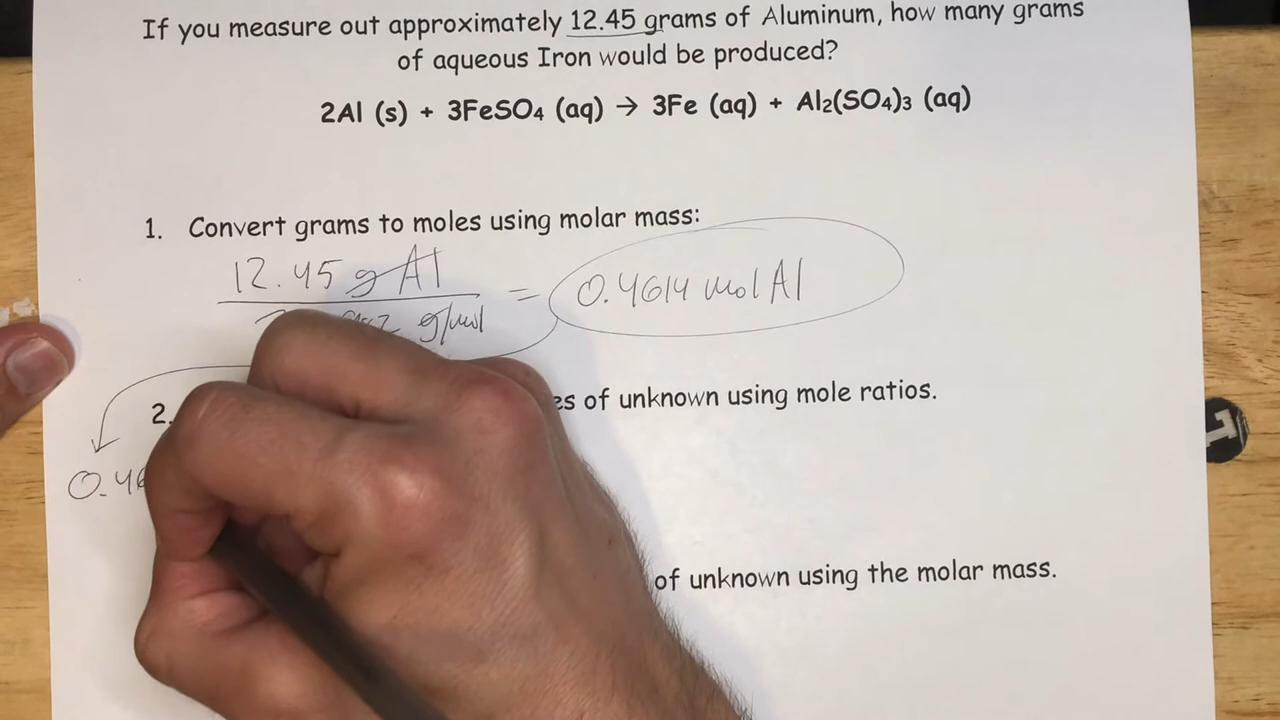 If you measure out approximately 12.45 grams of Aluminum, how many grams
of aqueous Iron would be produced?
2Al (s) + 3FeSO₄ (aq) → 3Fe (aq) + Al₂(SO₄)₃ (aq)
1. Convert grams to moles using molar mass:
12.45 g Al
= 0.4614 mol Al
g/mol
2. of unknown using mole ratios.
0.46
of unknown using the molar mass.